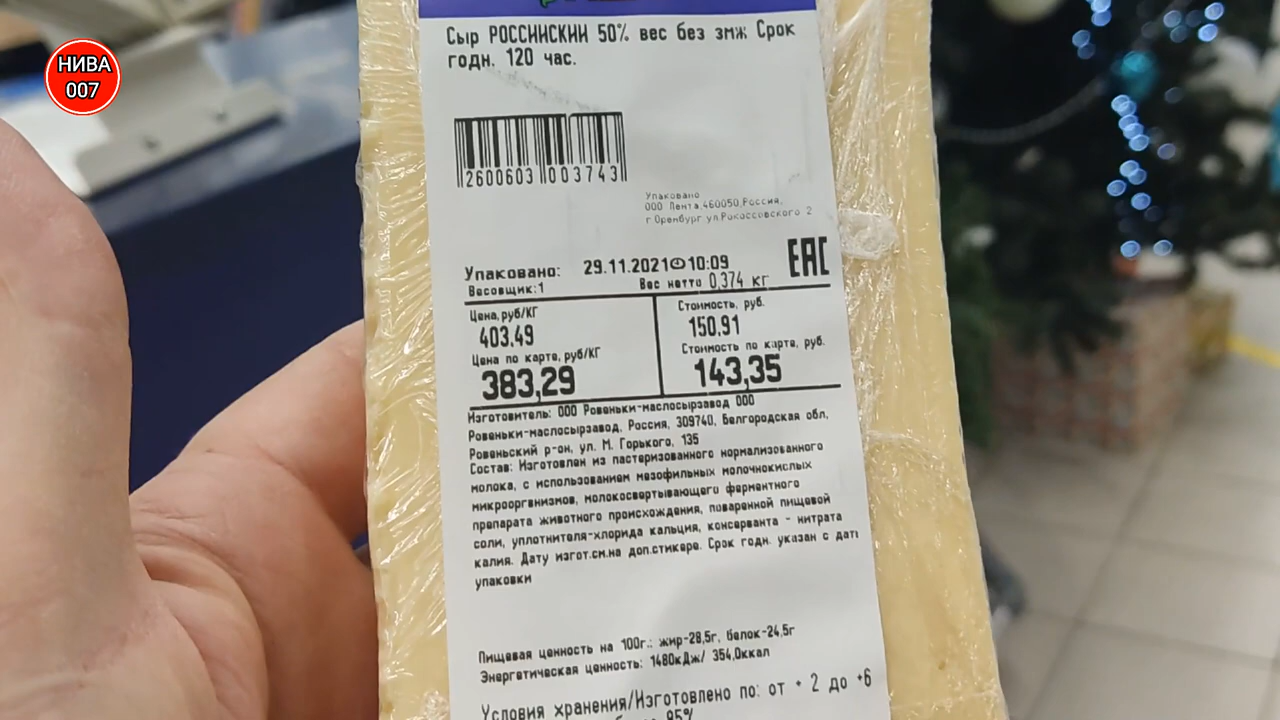 НИВА
007
Сыр РОССИИСКИИ 50% вес без змж Срок
годн. 120 час.
2600603 003743
Упаковано
ООО Лента.460050.Россия,
г.Оренбург ул.Рокоссовского 2
EAC
Упаковано: 29.11.2021 10:09
Весовщик:1 Вес нетто 0,374 кг
Цена,руб/КГ
403.49
Цена по карте,руб/КГ
383,29
Стоимость, руб.
150.91
Стоимость по карте, руб.
143,35
Изготовитель: ООО Ровеньки-маслосырзавод ООО
Ровеньки-маслосырзавод, Россия, 309740, Белгородская обл,
Ровеньский р-он, ул. М. Горького, 135
Состав: Изготовлен из пастеризованного нормализованного
молока, с использованием мезофильных молочнокислых
микроорганизмов, молокосвертывающего ферментного
препарата животного происхождения, поваренной пищевой
соли, уплотнителя-хлорида кальция, консерванта - нитрата
калия. Дату изгот.см.на доп.стикере. Срок годн. указан с даты
упаковки
Пищевая ценность на 100г.: жир-28,5г, белок-24,5г
Энергетическая ценность: 1480кДж/ 354,0ккал
Условия хранения/Изготовлено по: от + 2 до +6
85%